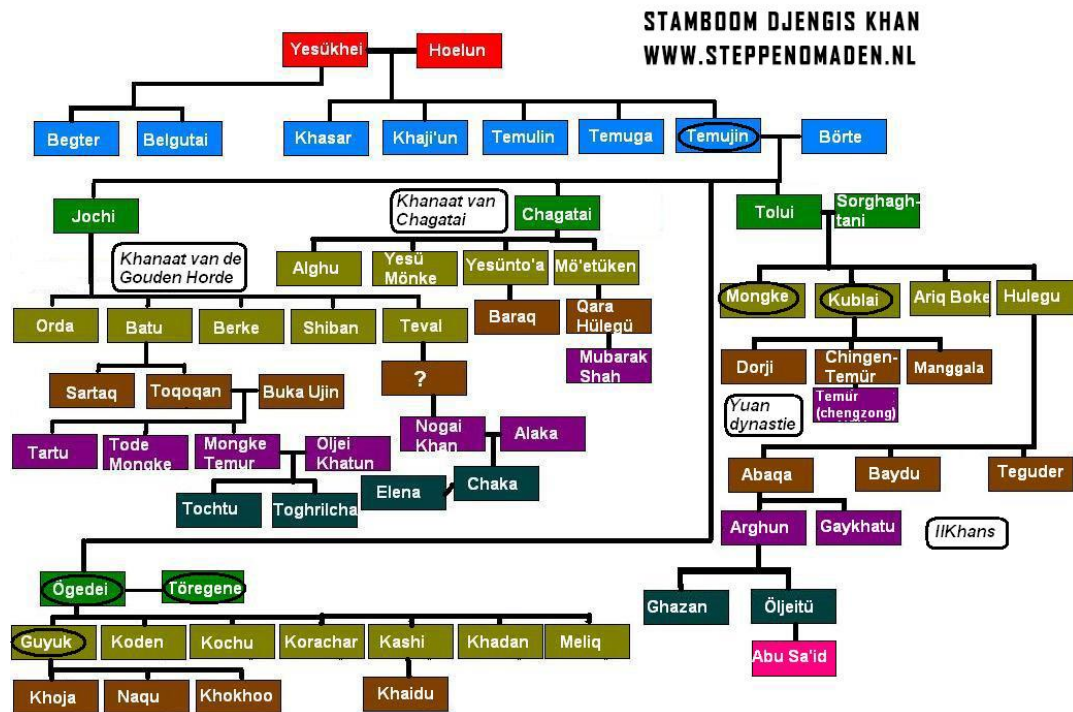 STAMBOOM DJENGIS KHAN
WWW.STEPPENOMADEN.NL
Yesükhei
Hoelun
Begter
Belgutai
Khasar
Khaji'un
Temulin
Temuga
Temujin
Börte
Jochi
Khanaat van
Chagatai
Chagatai
Tolui
Sorghagh-
tani
Khanaat van de
Gouden Horde
Alghu
Yesü
Mönke
Yesünto'a
Mö'etüken
Mongke
Kublai
Ariq Boke
Hulegu
Orda
Batu
Berke
Shiban
Teval
Baraq
Qara
Hülegü
Mubarak
Shah
Dorji
Chingen-
Temür
Manggala
Temür
(chengzong)
Sartaq
Toqoqan
Buka Ujin
?
Yuan
dynastie
Tartu
Tode
Mongke
Mongke
Temur
Oljei
Khatun
Nogai
Khan
Alaka
Tochtu
Toghrilcha
Elena
Chaka
Abaqa
Baydu
Teguder
Arghun
Gaykhatu
IlKhans
Ögedei
Töregene
Ghazan
Öljeitü
Guyuk
Koden
Kochu
Korachar
Kashi
Khadan
Meliq
Abu Sa'id
Khoja
Naqu
Khokhoo
Khaidu